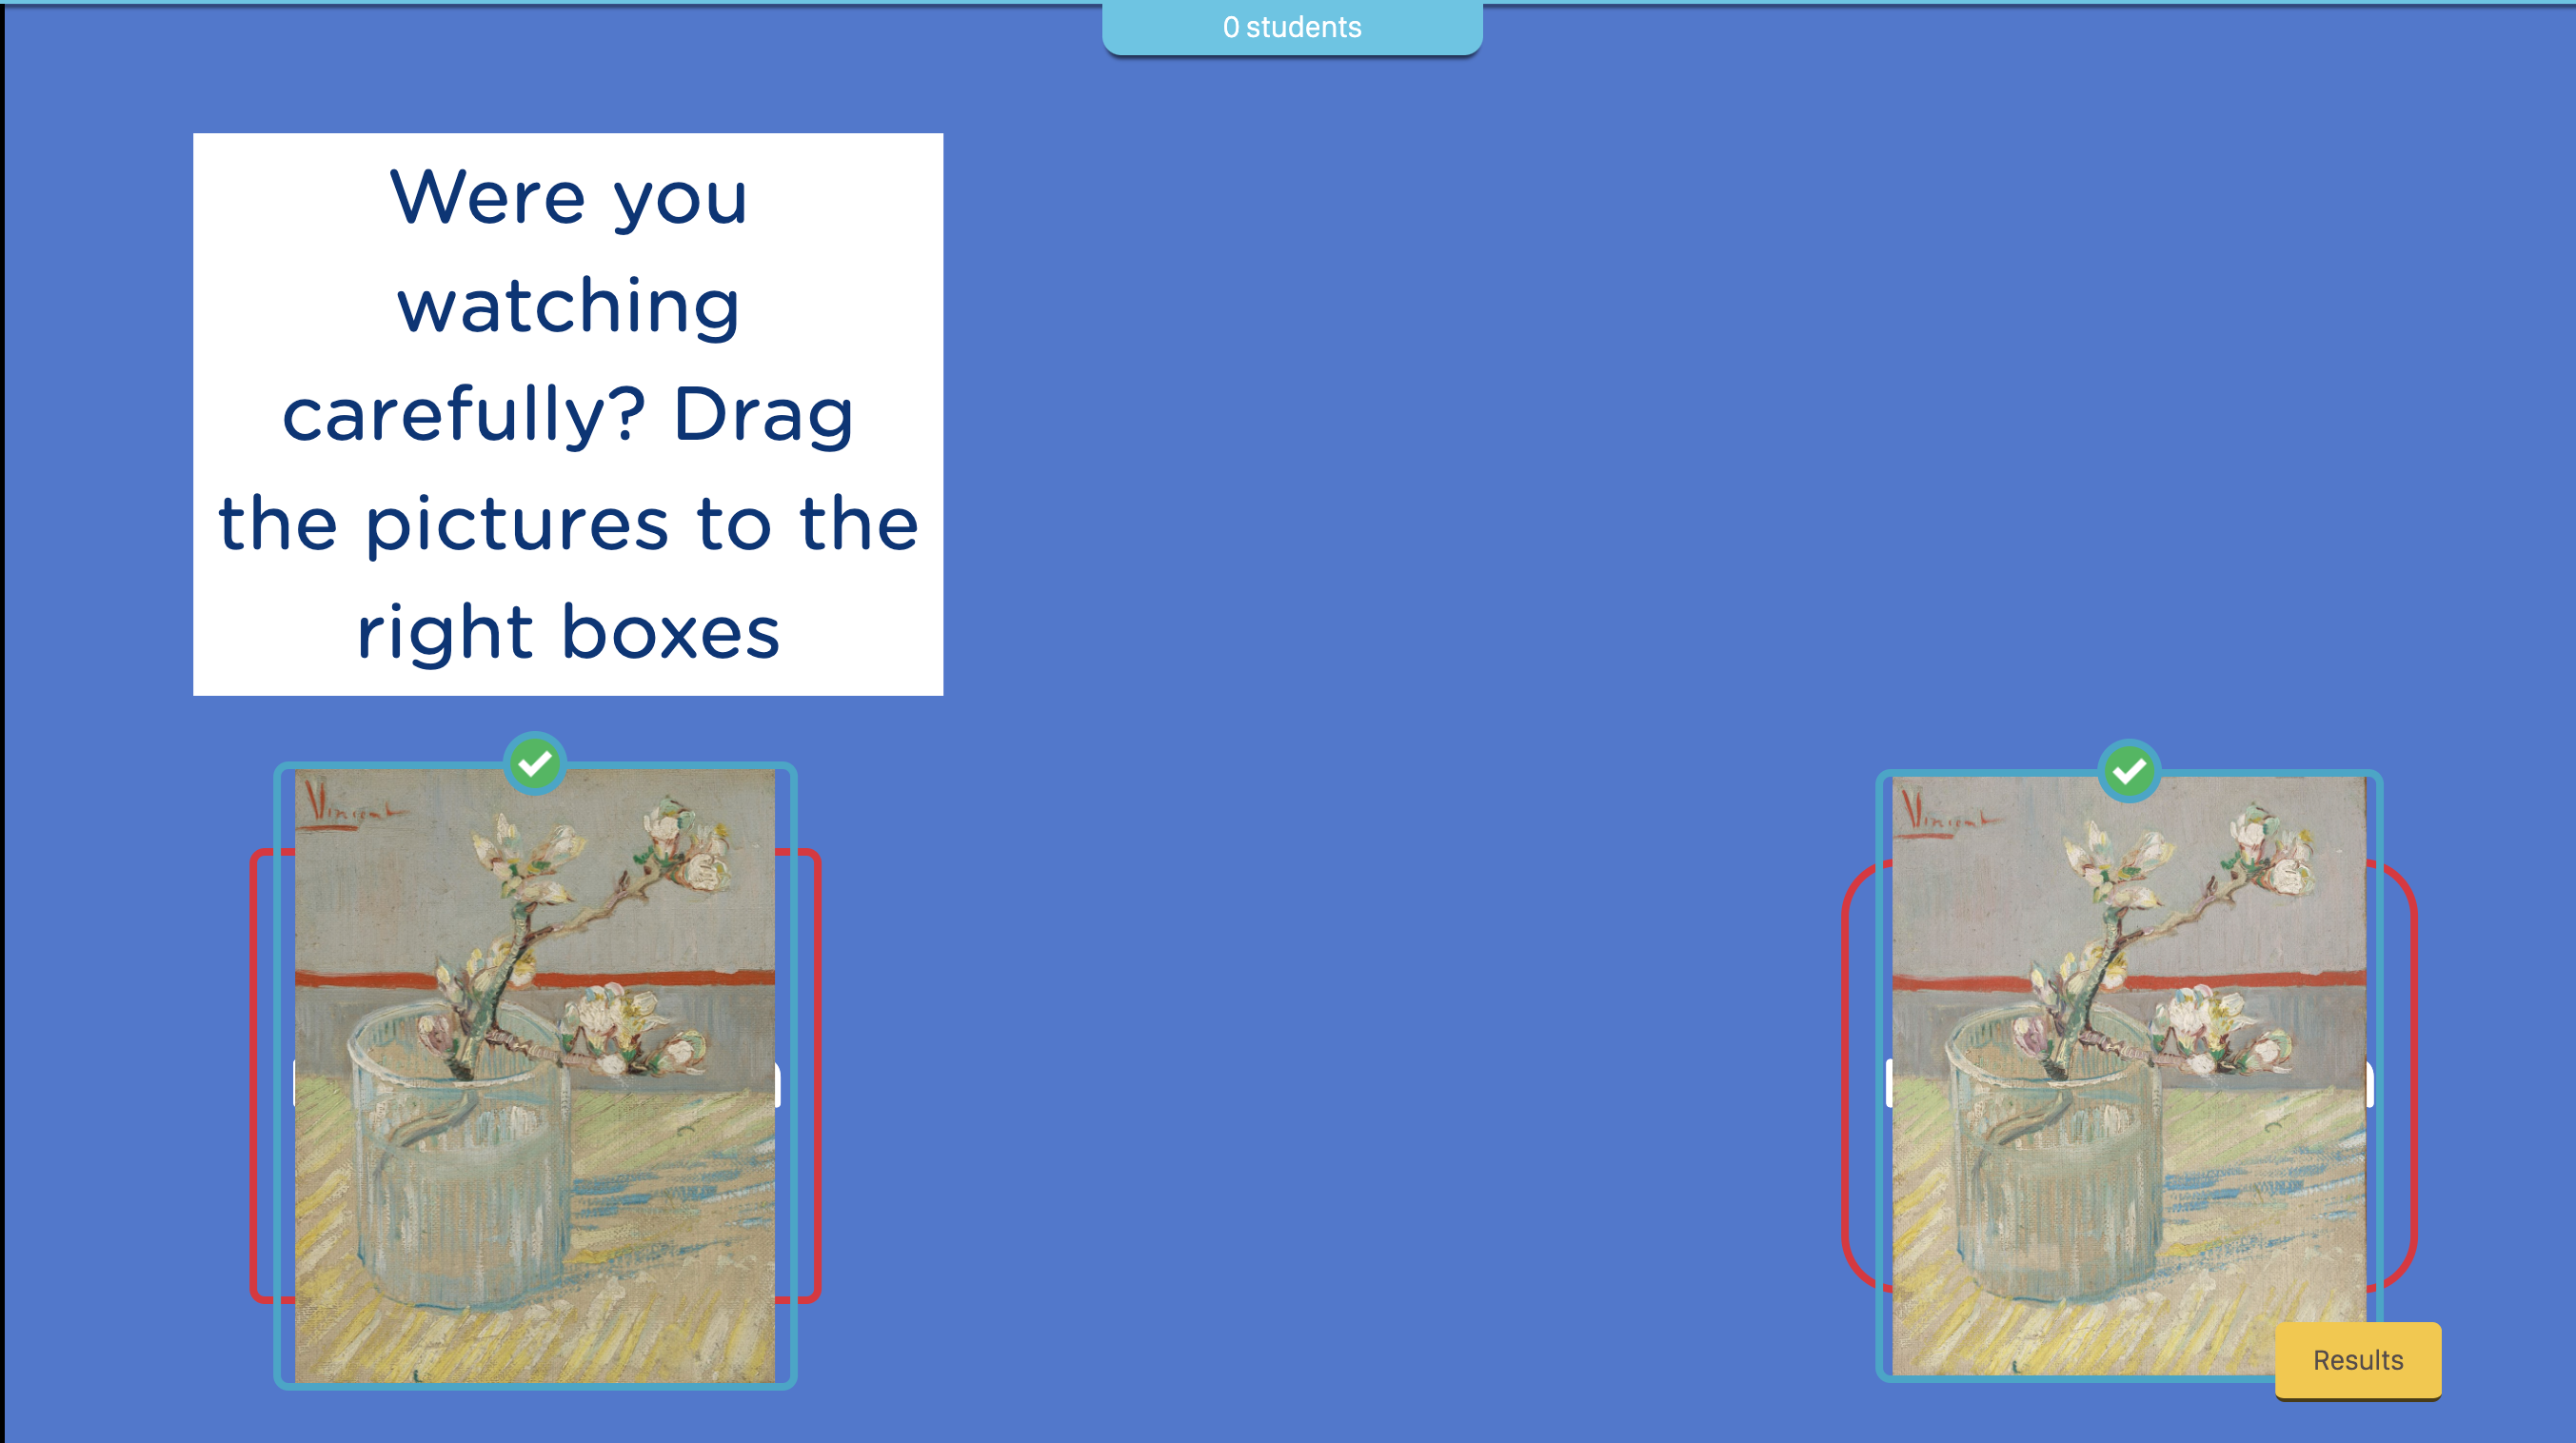 0 students
Were you
watching
carefully? Drag
the pictures to the
right boxes
Vincent
Vincent
Results